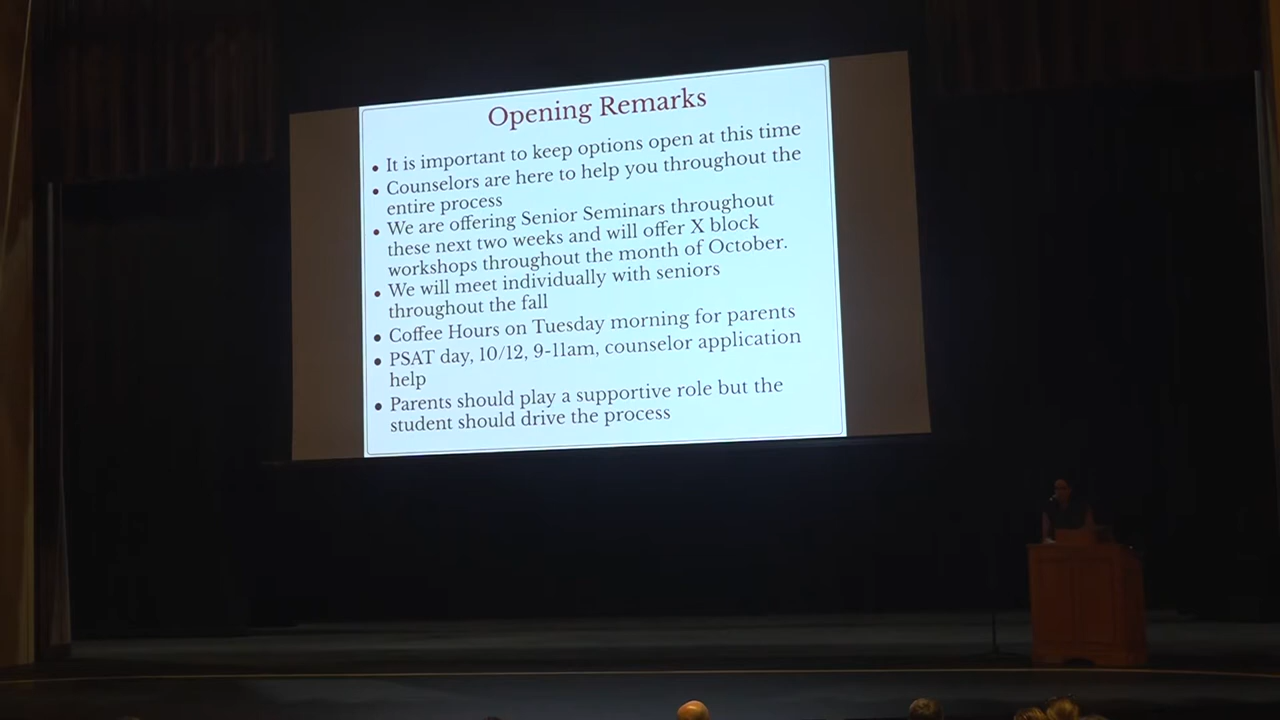 Opening Remarks
• It is important to keep options open at this time
• Counselors are here to help you throughout the
entire process
• We are offering Senior Seminars throughout
these next two weeks and will offer X block
workshops throughout the month of October.
• We will meet individually with seniors
throughout the fall
• Coffee Hours on Tuesday morning for parents
• PSAT day, 10/12, 9-11am, counselor application
help
• Parents should play a supportive role but the
student should drive the process